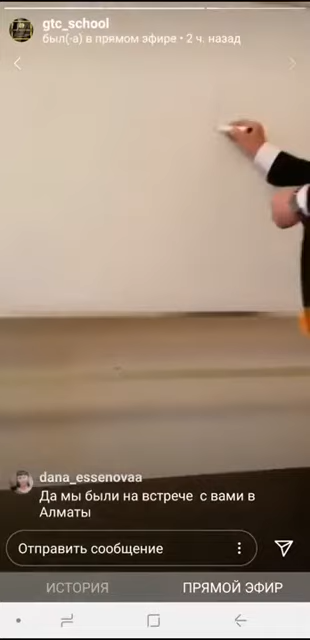 gtc_school
был(-а) в прямом эфире • 2 ч. назад
dana_essenovaa
Да мы были на встрече с вами в
Алматы
Отправить сообщение
ИСТОРИЯ
ПРЯМОЙ ЭФИР